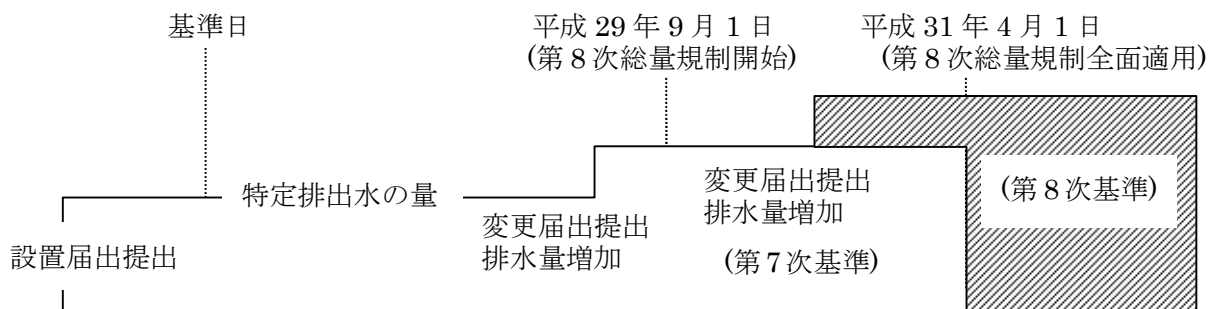 基準日
平成 29 年 9 月 1 日
(第 8 次総量規制開始)
平成 31 年 4 月 1 日
(第 8 次総量規制全面適用)
特定排出水の量
変更届出提出
排水量増加
変更届出提出
排水量増加
(第 7 次基準)
(第 8 次基準)
設置届出提出